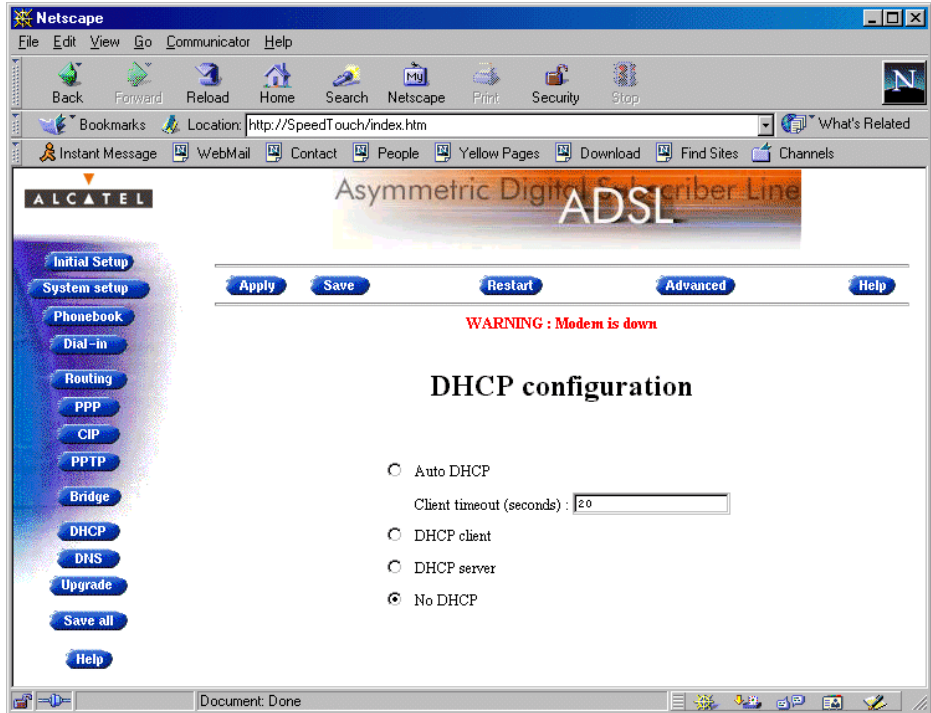 Netscape
File Edit View Go Communicator Help
Back Forward Reload Home Search Netscape Print Security Stop
My
N
Bookmarks Location: http://SpeedTouch/index.htm What's Related
Instant Message WebMail Contact People Yellow Pages Download Find Sites Channels
ALCATEL
Asymmetric Digital Subscriber Line
ADSL
Initial Setup
System setup
Phonebook
Dial-in
Routing
PPP
CIP
PPTP
Bridge
DHCP
DNS
Upgrade
Save all
Help
Apply Save Restart Advanced Help
WARNING : Modem is down
DHCP configuration
Auto DHCP
Client timeout (seconds) : 20
DHCP client
DHCP server
No DHCP
Document: Done